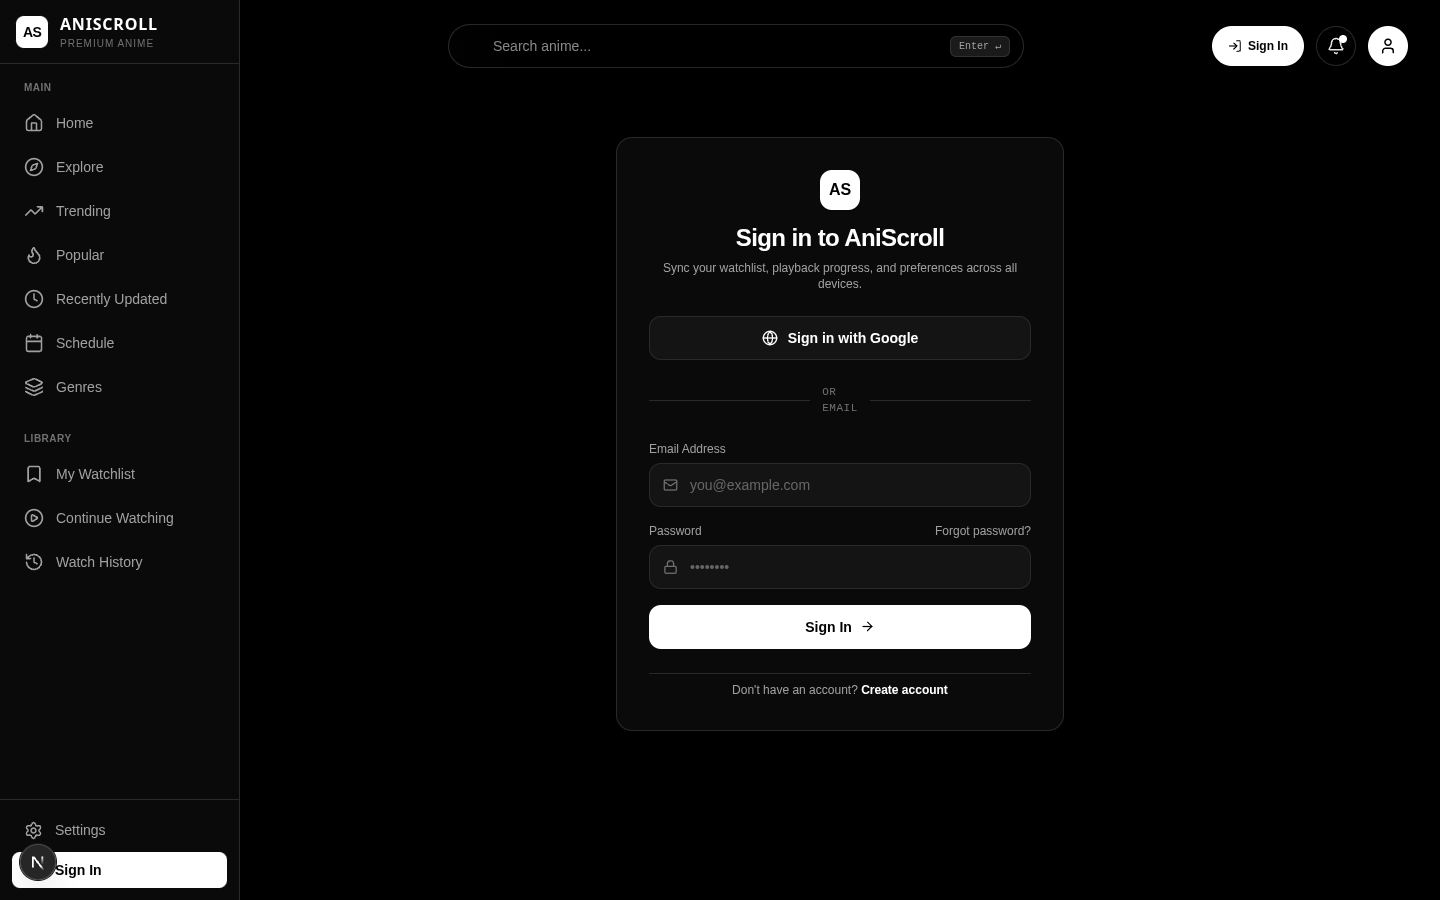 AS
ANISCROLL
PREMIUM ANIME
MAIN
Home
Explore
Trending
Popular
Recently Updated
Schedule
Genres
LIBRARY
My Watchlist
Continue Watching
Watch History
Settings
N
Sign In
Search anime...
Enter ↵
Sign In
AS
Sign in to AniScroll
Sync your watchlist, playback progress, and preferences across all
devices.
Sign in with Google
OR
EMAIL
Email Address
you@example.com
Password
Forgot password?
••••••••
Sign In →
Don't have an account? Create account